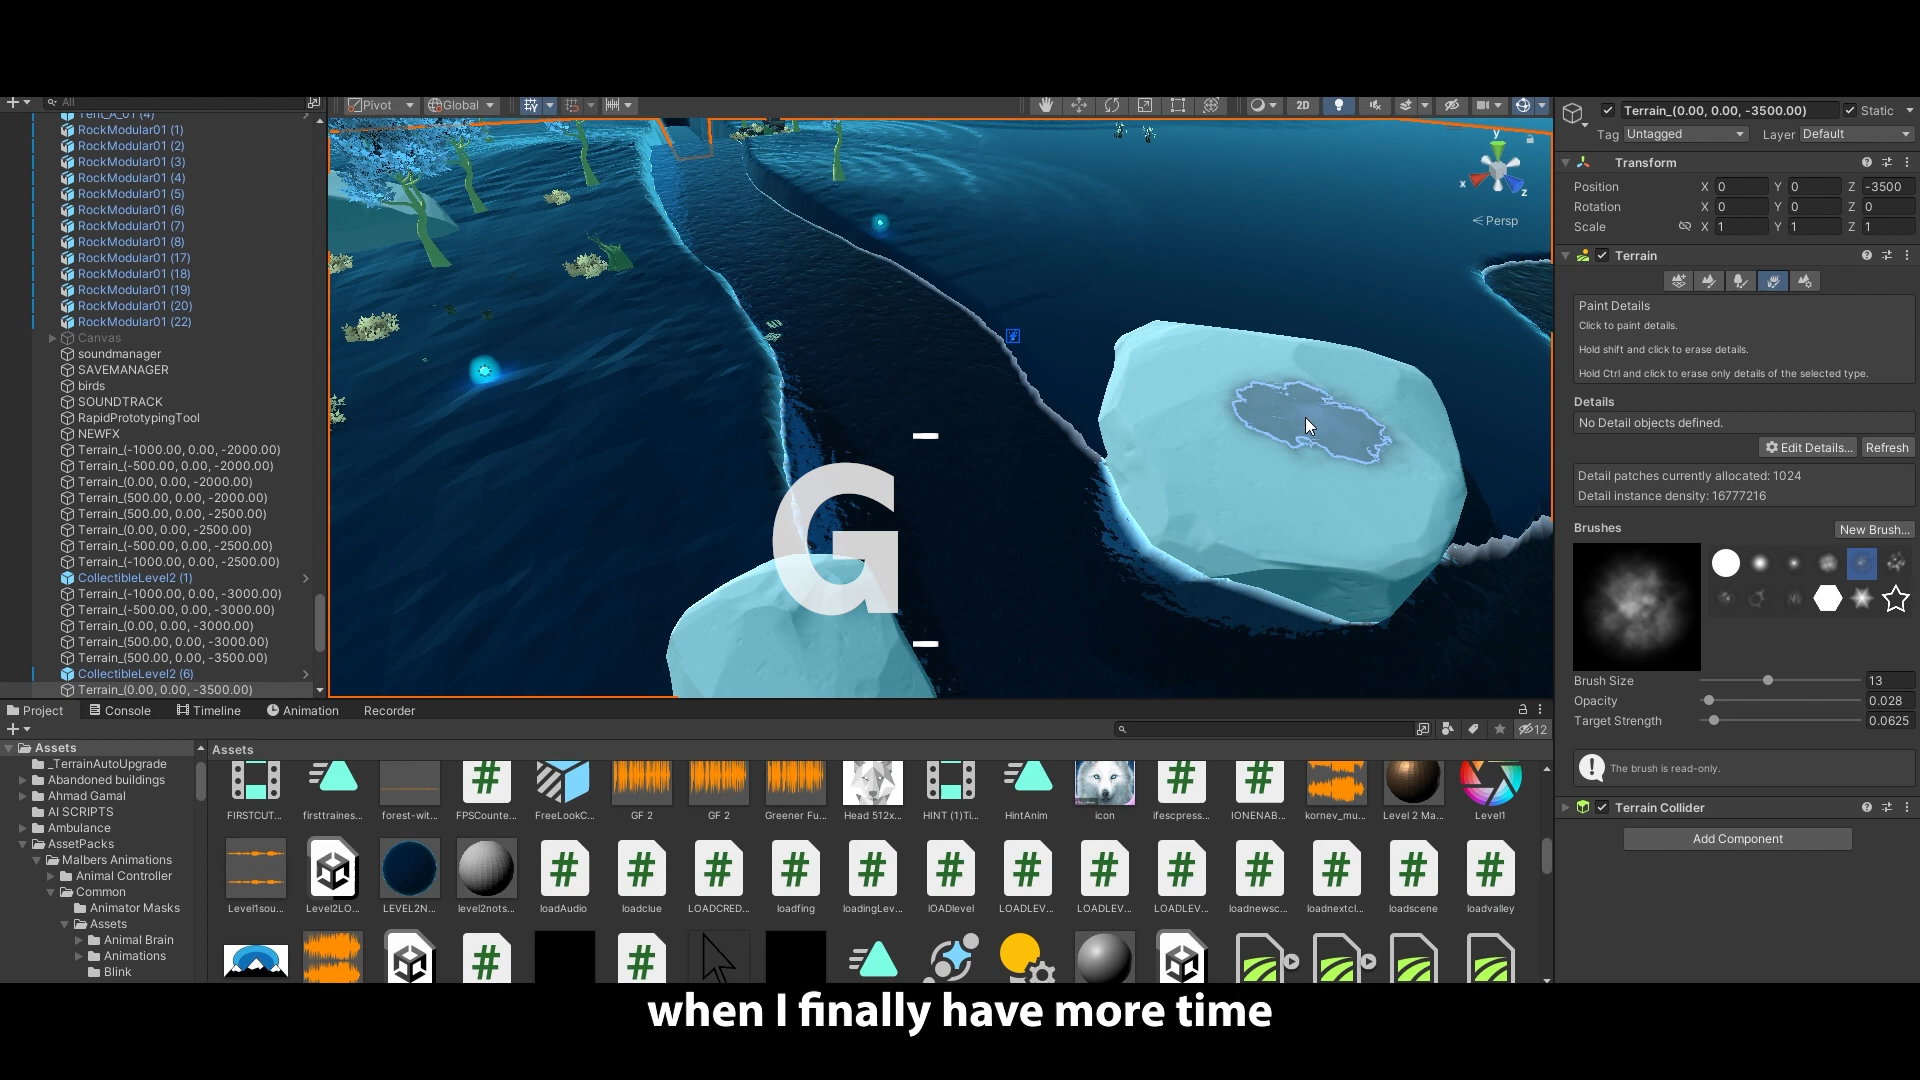 All
Tent_A_01 (4)
RockModular01 (1)
RockModular01 (2)
RockModular01 (3)
RockModular01 (4)
RockModular01 (5)
RockModular01 (6)
RockModular01 (7)
RockModular01 (8)
RockModular01 (17)
RockModular01 (18)
RockModular01 (19)
RockModular01 (20)
RockModular01 (22)
Canvas
soundmanager
SAVEMANAGER
birds
SOUNDTRACK
RapidPrototypingTool
NEWFX
Terrain_(-1000.00, 0.00, -2000.00)
Terrain_(-500.00, 0.00, -2000.00)
Terrain_(0.00, 0.00, -2000.00)
Terrain_(500.00, 0.00, -2000.00)
Terrain_(500.00, 0.00, -2500.00)
Terrain_(0.00, 0.00, -2500.00)
Terrain_(-500.00, 0.00, -2500.00)
Terrain_(-1000.00, 0.00, -2500.00)
CollectibleLevel2 (1)
Terrain_(-1000.00, 0.00, -3000.00)
Terrain_(-500.00, 0.00, -3000.00)
Terrain_(0.00, 0.00, -3000.00)
Terrain_(500.00, 0.00, -3000.00)
Terrain_(500.00, 0.00, -3500.00)
CollectibleLevel2 (6)
Terrain_(0.00, 0.00, -3500.00)
Pivot Global 2D
y
x z
Persp
G
Terrain_(0.00, 0.00, -3500.00) Static
Tag Untagged Layer Default
Transform
Position X 0 Y 0 Z -3500
Rotation X 0 Y 0 Z 0
Scale X 1 Y 1 Z 1
Terrain
Paint Details
Click to paint details.
Hold shift and click to erase details.
Hold Ctrl and click to erase only details of the selected type.
Details
No Detail objects defined.
Edit Details... Refresh
Detail patches currently allocated: 1024
Detail instance density: 16777216
Brushes New Brush...
Brush Size 13
Opacity 0.028
Target Strength 0.0625
The brush is read-only.
Terrain Collider
Add Component
Project Console Timeline Animation Recorder
12
Assets
_TerrainAutoUpgrade
Abandoned buildings
Ahmad Gamal
AI SCRIPTS
Ambulance
AssetPacks
Malbers Animations
Animal Controller
Common
Animator Masks
Assets
Animal Brain
Animations
Blink
Assets
FIRSTCUT... firsttraines... forest-wit... FPSCounte... FreeLookC... GF 2 GF 2 Greener Fu... Head 512x... HINT (1)Ti... HintAnim icon ifescpress... IONENAB... kornev_mu... Level 2 Ma... Level1
Level1sou... Level2LO... LEVEL2N... level2nots... loadAudio loadclue LOADCRED... loadfing loadingLev... lOADlevel LOADLEV... LOADLEV... LOADLEV... loadnewsc... loadnextcl... loadscene loadvalley
when I finally have more time